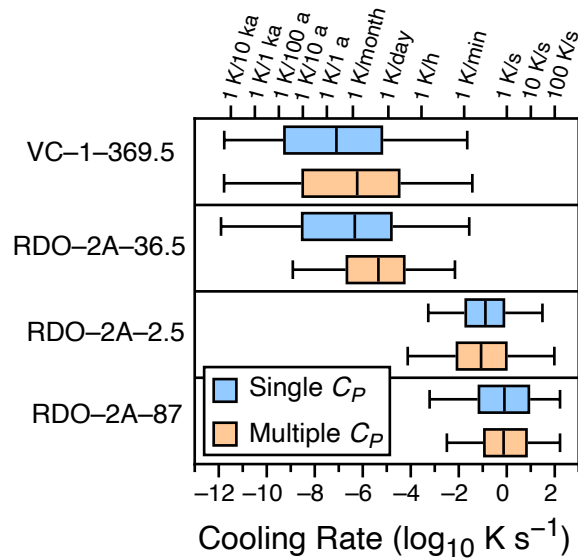 1 K/10 ka
1 K/1 ka
1 K/100 a
1 K/10 a
1 K/1 a
1 K/month
1 K/day
1 K/h
1 K/min
1 K/s
10 K/s
100 K/s
VC–1–369.5
RDO–2A–36.5
RDO–2A–2.5
RDO–2A–87
Single C_P
Multiple C_P
−12 −10 −8 −6 −4 −2 0 2
Cooling Rate (log₁₀ K s⁻¹)